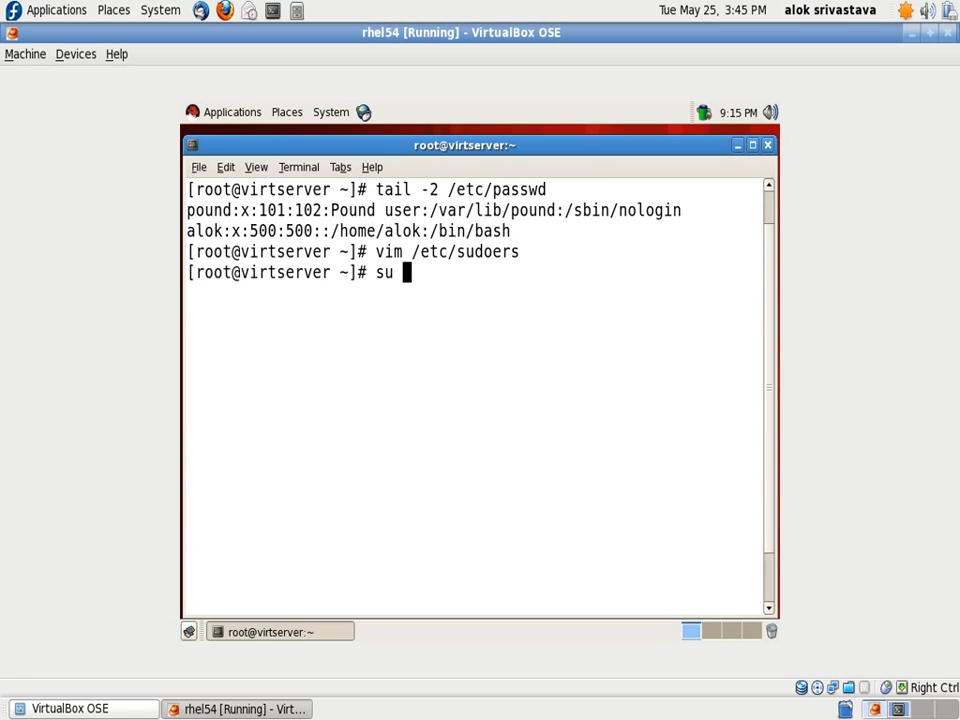 Applications Places System Tue May 25, 3:45 PM alok srivastava
rhel54 [Running] - VirtualBox OSE
Machine Devices Help
Applications Places System 9:15 PM
root@virtserver:~
File Edit View Terminal Tabs Help
[root@virtserver ~]# tail -2 /etc/passwd
pound:x:101:102:Pound user:/var/lib/pound:/sbin/nologin
alok:x:500:500::/home/alok:/bin/bash
[root@virtserver ~]# vim /etc/sudoers
[root@virtserver ~]# su
root@virtserver:~
Right Ctrl
VirtualBox OSE rhel54 [Running] - Virt...